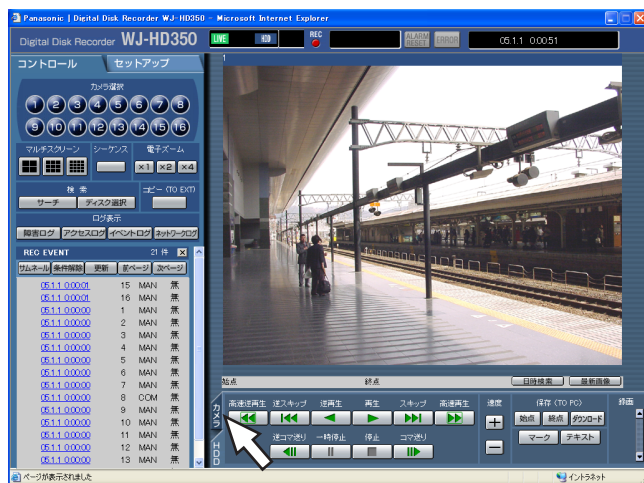 Panasonic | Digital Disk Recorder WJ-HD350 - Microsoft Internet Explorer
Digital Disk Recorder WJ-HD350
LIVE HDD REC ALARM RESET ERROR 05.1.1 0:00:51
コントロール セットアップ
カメラ選択
1 2 3 4 5 6 7 8
9 10 11 12 13 14 15 16
マルチスクリーン シーケンス 電子ズーム
×1 ×2 ×4
検索 コピー (TO EXT)
サーチ ディスク選択
ログ表示
障害ログ アクセスログ イベントログ ネットワークログ
REC EVENT 21 件 X
サムネール 条件解除 更新 前ページ 次ページ
05.1.1 0:00:01 15 MAN 無
05.1.1 0:00:01 16 MAN 無
05.1.1 0:00:00 1 MAN 無
05.1.1 0:00:00 2 MAN 無
05.1.1 0:00:00 3 MAN 無
05.1.1 0:00:00 4 MAN 無
05.1.1 0:00:00 5 MAN 無
05.1.1 0:00:00 6 MAN 無
05.1.1 0:00:00 7 MAN 無
05.1.1 0:00:00 8 COM 無
05.1.1 0:00:00 9 MAN 無
05.1.1 0:00:00 10 MAN 無
05.1.1 0:00:00 11 MAN 無
05.1.1 0:00:00 12 MAN 無
05.1.1 0:00:00 13 MAN 無
1
始点 終点 日時検索 最新画像
カメラ
HDD
高速逆再生 逆スキップ 逆再生 再生 スキップ 高速再生 速度 保存 (TO PC) 録画
始点 終点 ダウンロード
逆コマ送り 一時停止 停止 コマ送り
マーク テキスト
ページが表示されました イントラネット